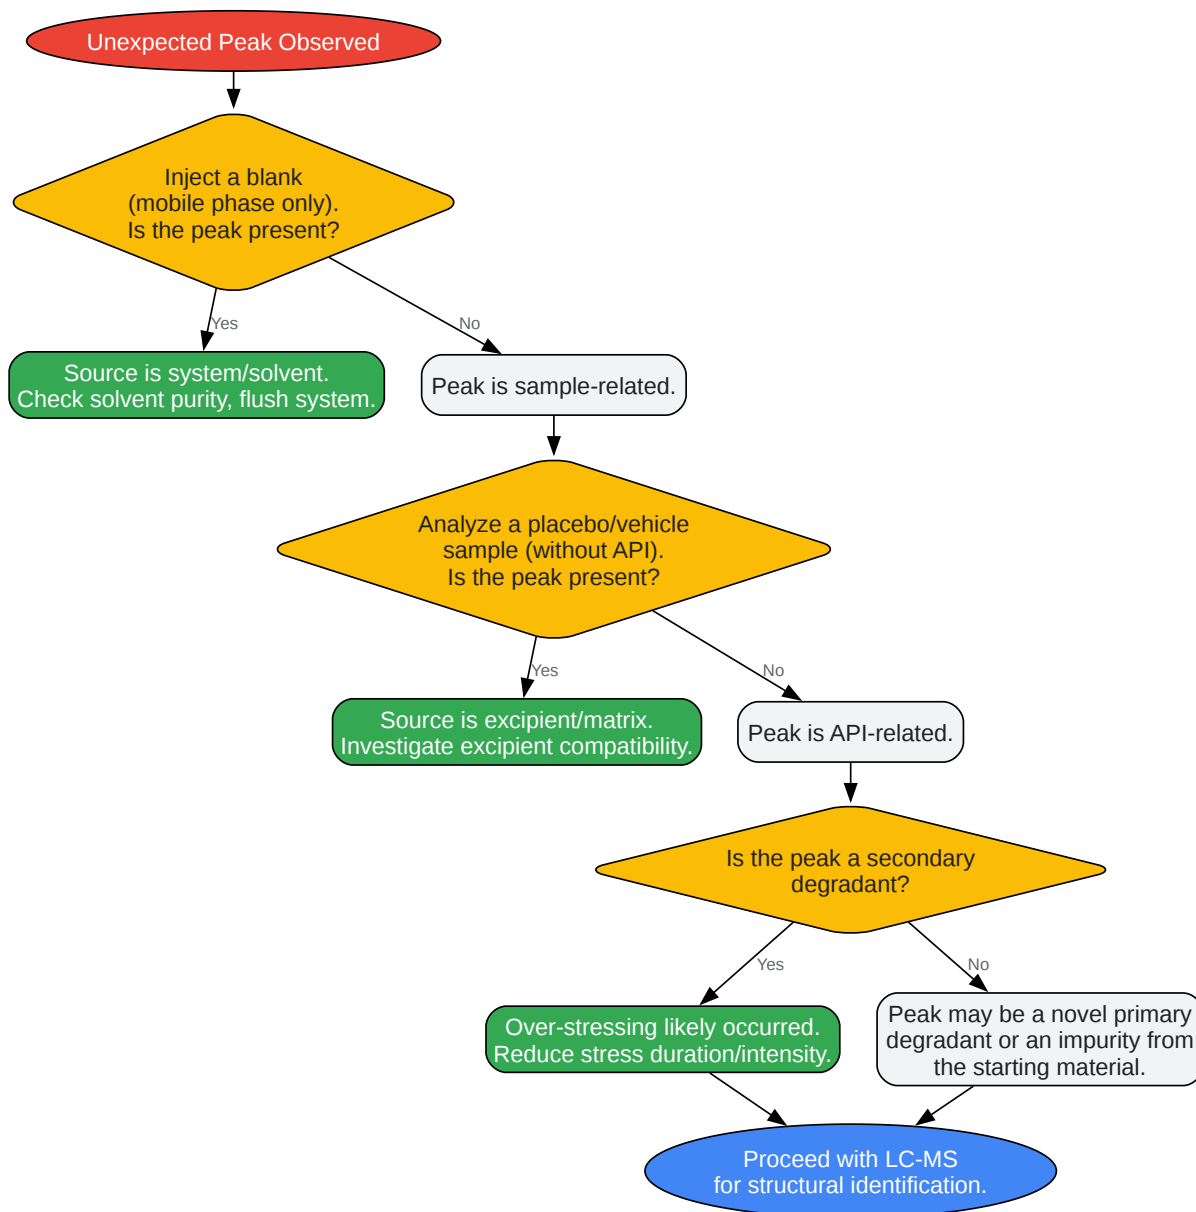 Unexpected Peak Observed
Inject a blank
(mobile phase only).
Is the peak present?
Yes
No
Source is system/solvent.
Check solvent purity, flush system.
Peak is sample-related.
Analyze a placebo/vehicle
sample (without API).
Is the peak present?
Yes
No
Source is excipient/matrix.
Investigate excipient compatibility.
Peak is API-related.
Is the peak a secondary
degradant?
Yes
No
Over-stressing likely occurred.
Reduce stress duration/intensity.
Peak may be a novel primary
degradant or an impurity from
the starting material.
Proceed with LC-MS
for structural identification.